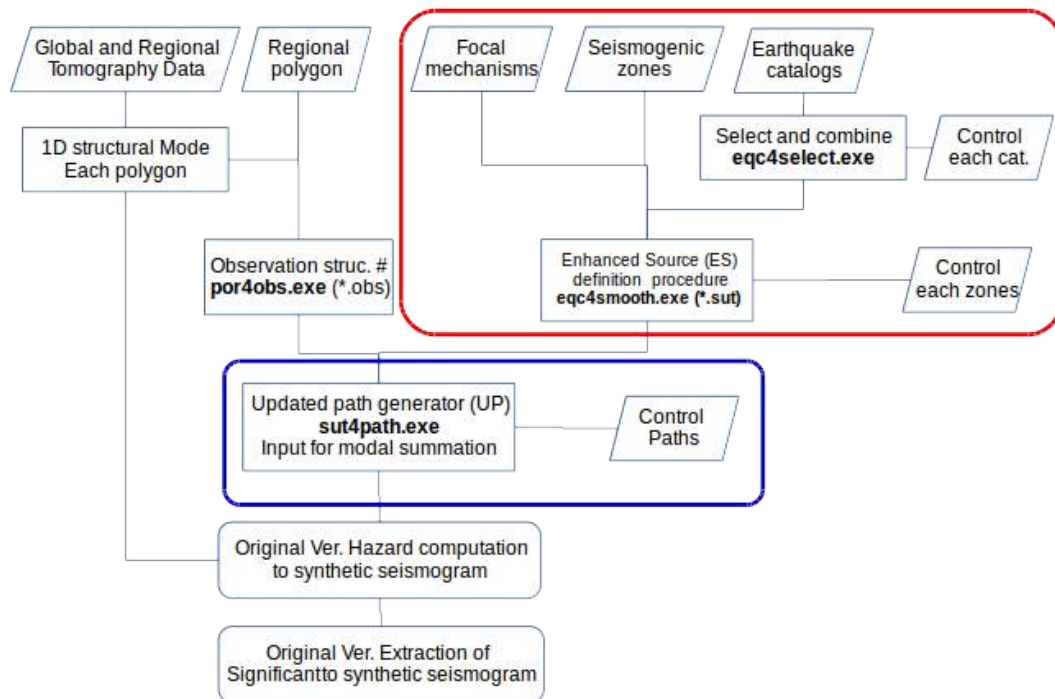 Global and Regional
Tomography Data
Regional
polygon
Focal
mechanisms
Seismogenic
zones
Earthquake
catalogs
1D structural Mode
Each polygon
Select and combine
eqc4select.exe
Control
each cat.
Observation struc. #
por4obs.exe (*.obs)
Enhanced Source (ES)
definition procedure
eqc4smooth.exe (*.sut)
Control
each zones
Updated path generator (UP)
sut4path.exe
Input for modal summation
Control
Paths
Original Ver. Hazard computation
to synthetic seismogram
Original Ver. Extraction of
Significantto synthetic seismogram